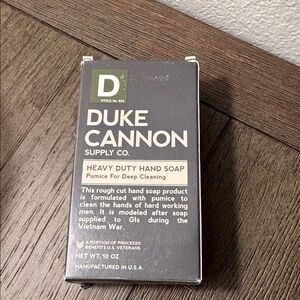 D
STOCK No. 504
DUKE
CANNON
SUPPLY CO.
HEAVY DUTY HAND SOAP
Pumice For Deep Cleaning
This rough cut hand soap product
is formulated with pumice to
clean the hands of hard working
men. It is modeled after soap
supplied to GIs during the
Vietnam War.
A PORTION OF PROCEEDS
BENEFITS U.S. VETERANS
NET WT. 10 OZ.
MANUFACTURED IN U.S.A.